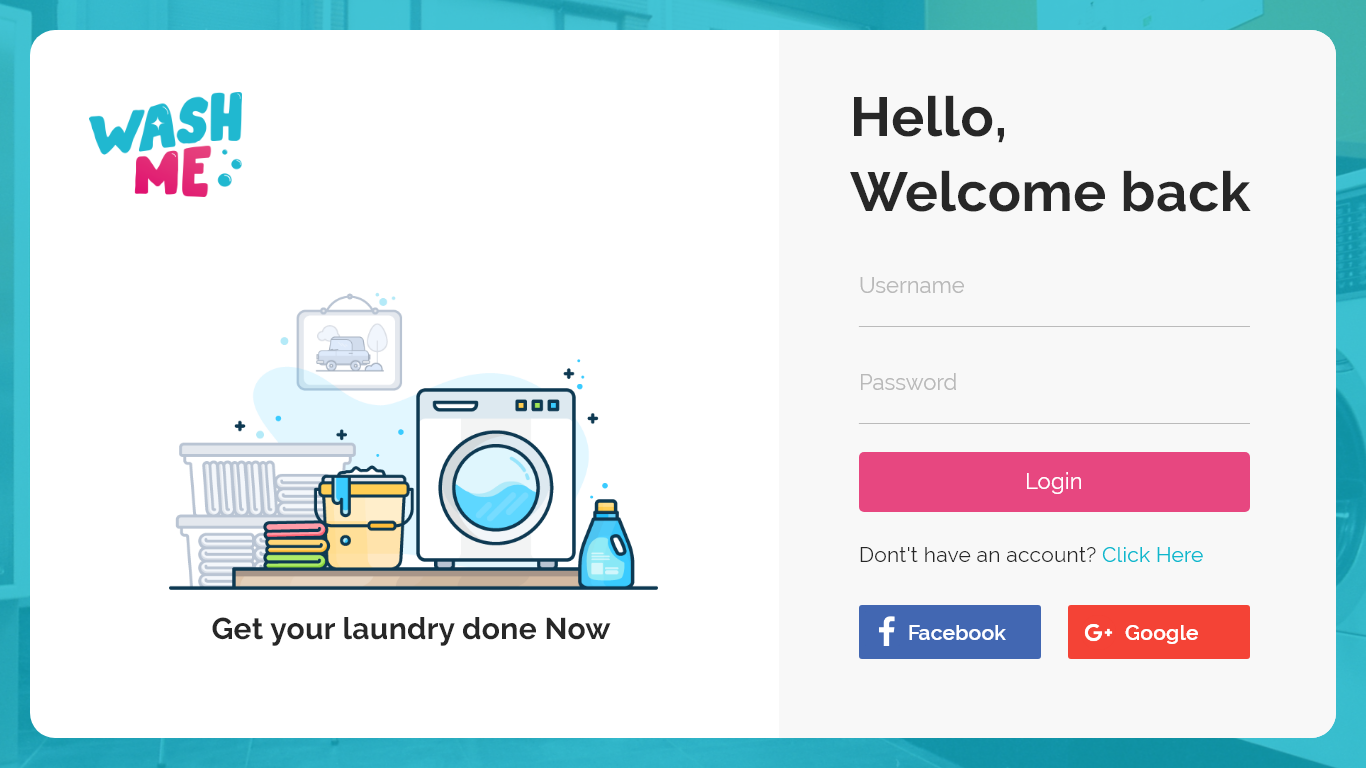 WASH
ME
Get your laundry done Now
Hello,
Welcome back
Username
Password
Login
Dont't have an account? Click Here
Facebook
G+ Google